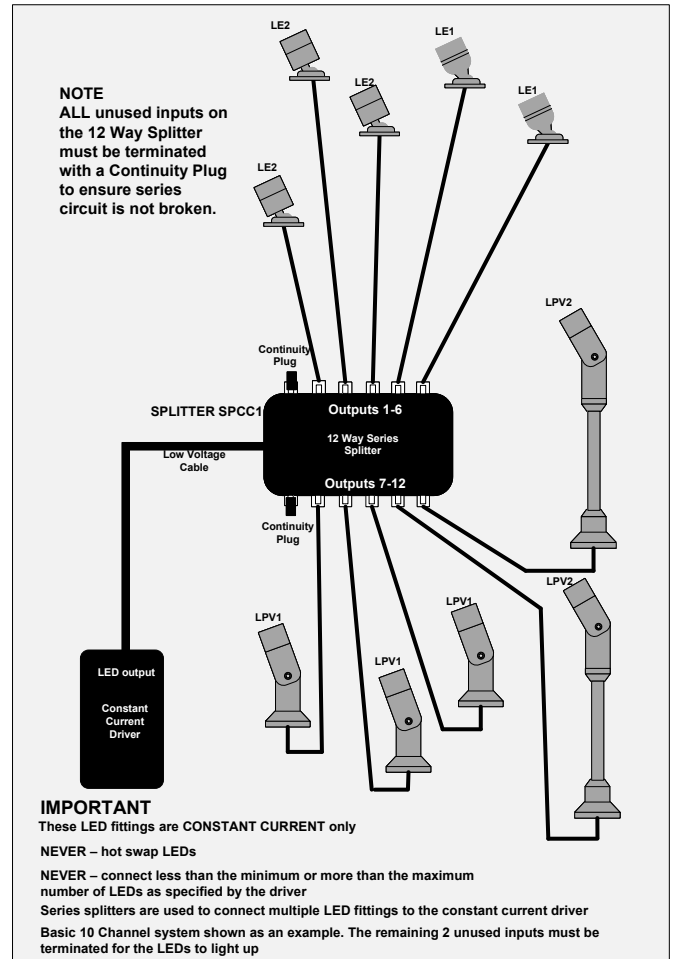 LE2
LE1
LE2
LE1
LE2
NOTE
ALL unused inputs on
the 12 Way Splitter
must be terminated
with a Continuity Plug
to ensure series
circuit is not broken.
LPV2
Continuity
Plug
SPLITTER SPCC1
Outputs 1-6
12 Way Series
Splitter
Outputs 7-12
Low Voltage
Cable
Continuity
Plug
LPV2
LPV1
LPV1
LPV1
LED output
Constant
Current
Driver
IMPORTANT
These LED fittings are CONSTANT CURRENT only
NEVER – hot swap LEDs
NEVER – connect less than the minimum or more than the maximum
number of LEDs as specified by the driver
Series splitters are used to connect multiple LED fittings to the constant current driver
Basic 10 Channel system shown as an example. The remaining 2 unused inputs must be
terminated for the LEDs to light up